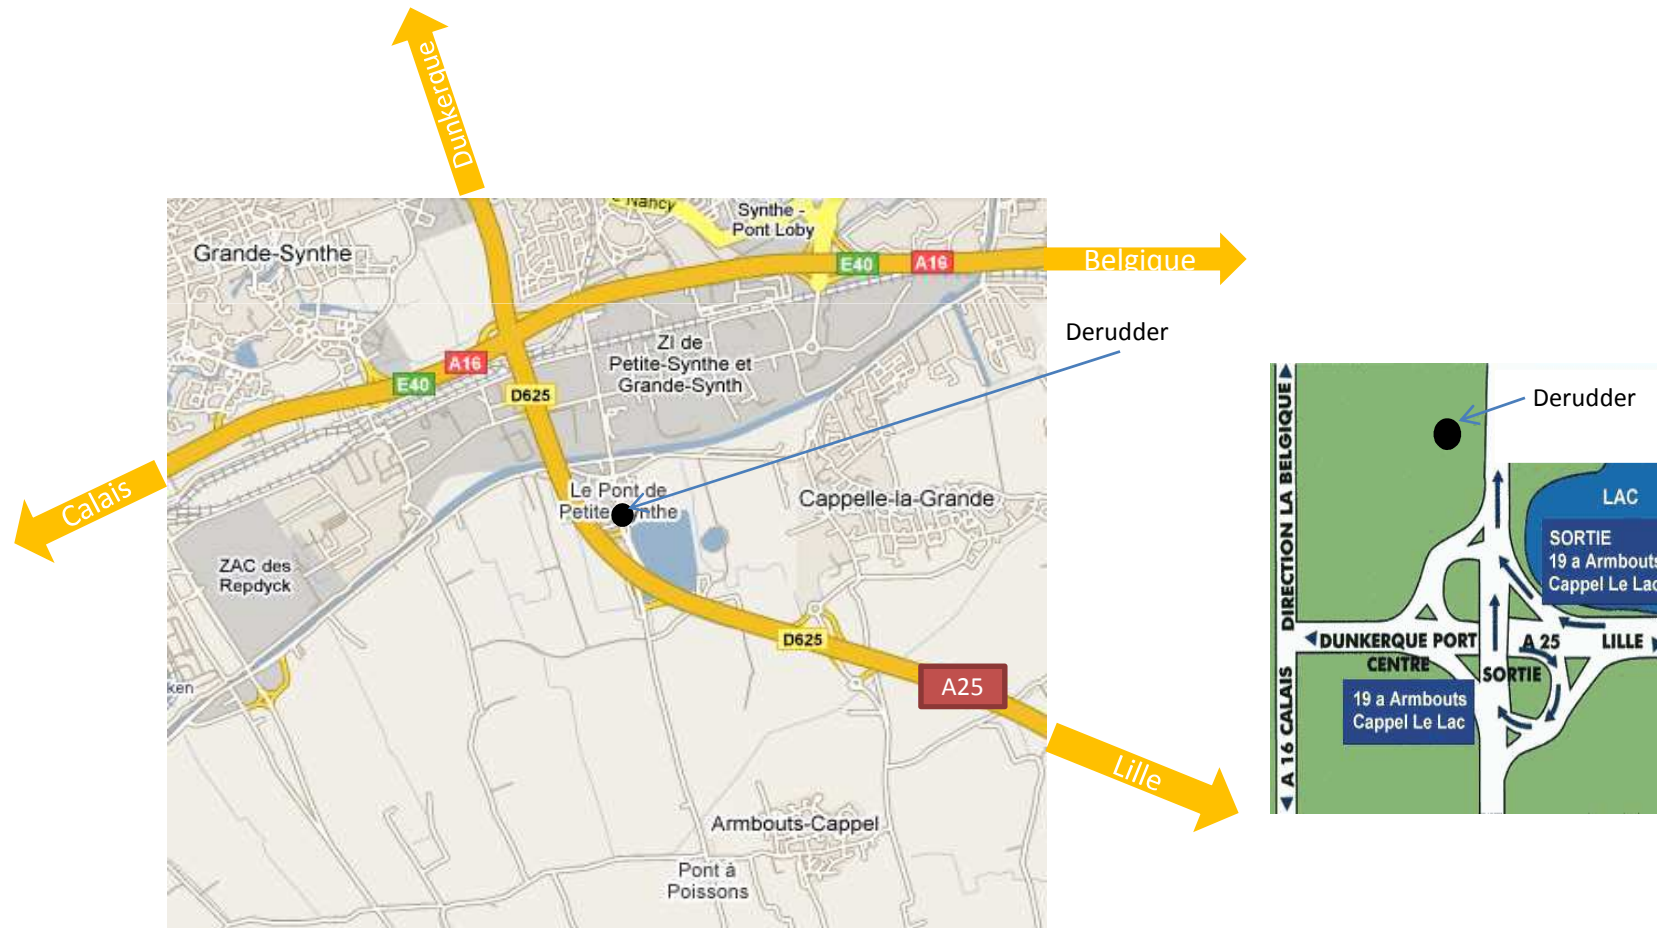 Dunkerque
Nancy
Synthe -
Pont Loby
Grande-Synthe
E40
A16
Belgique
Derudder
ZI de
Petite-Synthe et
Grande-Synth
A16
E40
D625
Calais
Le Pont de
Petite
nthe
Cappelle-la-Grande
ZAC des
Repdyck
D625
A25
ken
Lille
Armbouts-Cappel
Pont à
Poissons
DIRECTION LA BELGIQUE
A 16 CALAIS
Derudder
LAC
SORTIE
19 a Armbouts
Cappel Le Lac
DUNKERQUE PORT
CENTRE
A 25
LILLE
SORTIE
19 a Armbouts
Cappel Le Lac